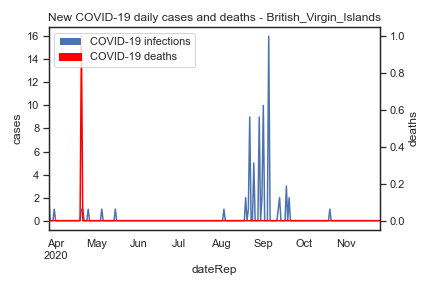 New COVID-19 daily cases and deaths - British_Virgin_Islands
COVID-19 infections
COVID-19 deaths
cases
16
14
12
10
8
6
4
2
0
deaths
1.0
0.8
0.6
0.4
0.2
0.0
Apr May Jun Jul Aug Sep Oct Nov
2020
dateRep